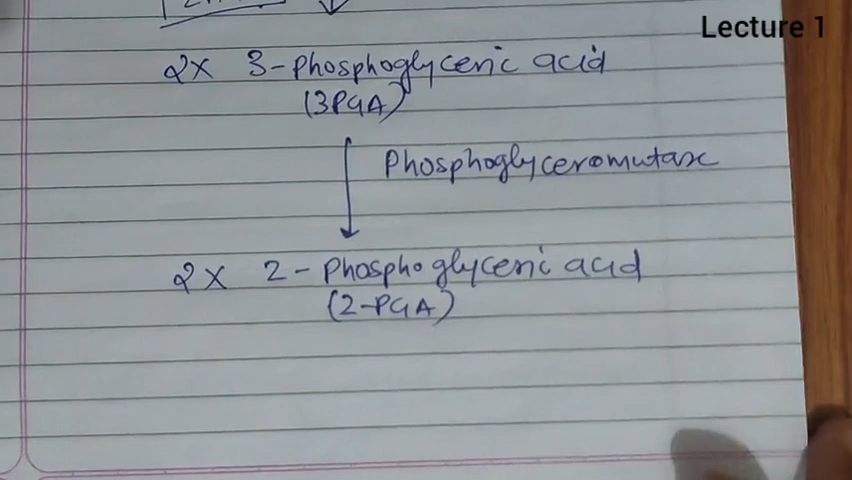 Lecture 1
2x 3-Phosphoglyceric acid
(3PGA)
Phosphoglyceromutase
2x 2-Phosphoglyceric acid
(2-PGA)